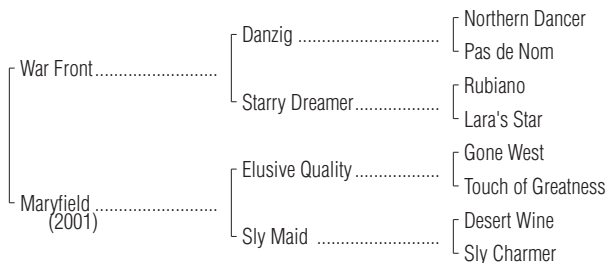 Northern Dancer
Danzig ..............................
Pas de Nom
War Front..........................
Rubiano
Starry Dreamer..................
Lara's Star
Gone West
Elusive Quality..................
Touch of Greatness
Maryfield ..........................
(2001)
Desert Wine
Sly Maid ..........................
Sly Charmer